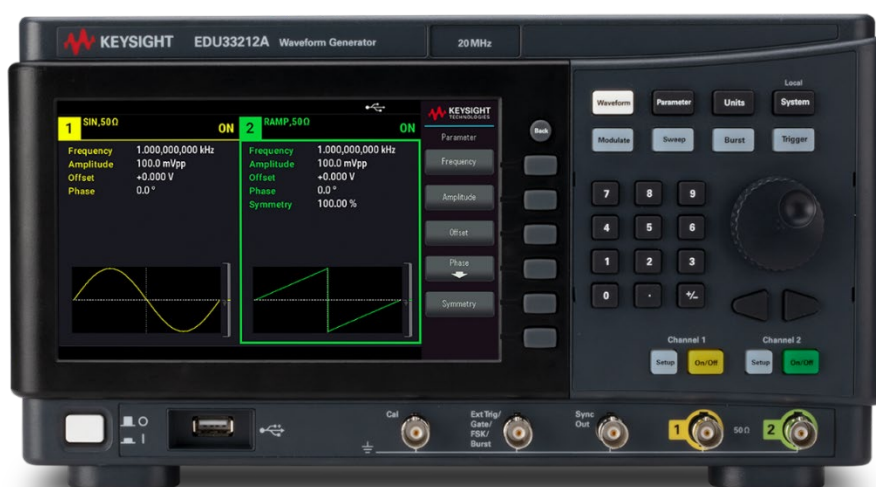 KEYSIGHT EDU33212A Waveform Generator 20 MHz
KEYSIGHT
TECHNOLOGIES
1 SIN,50Ω ON
Frequency 1.000,000,000 kHz
Amplitude 100.0 mVpp
Offset +0.000 V
Phase 0.0 °
2 RAMP,50Ω ON
Frequency 1.000,000,000 kHz
Amplitude 100.0 mVpp
Offset +0.000 V
Phase 0.0 °
Symmetry 100.00 %
Parameter
Frequency
Amplitude
Offset
Phase
Symmetry
Back
Local
Waveform Parameter Units System
Modulate Sweep Burst Trigger
7 8 9
4 5 6
1 2 3
0 . +/-
Channel 1 Channel 2
Setup On/Off Setup On/Off
O
I
Cal
Ext Trig/
Gate/
FSK/
Burst
Sync
Out
1 50 Ω 2